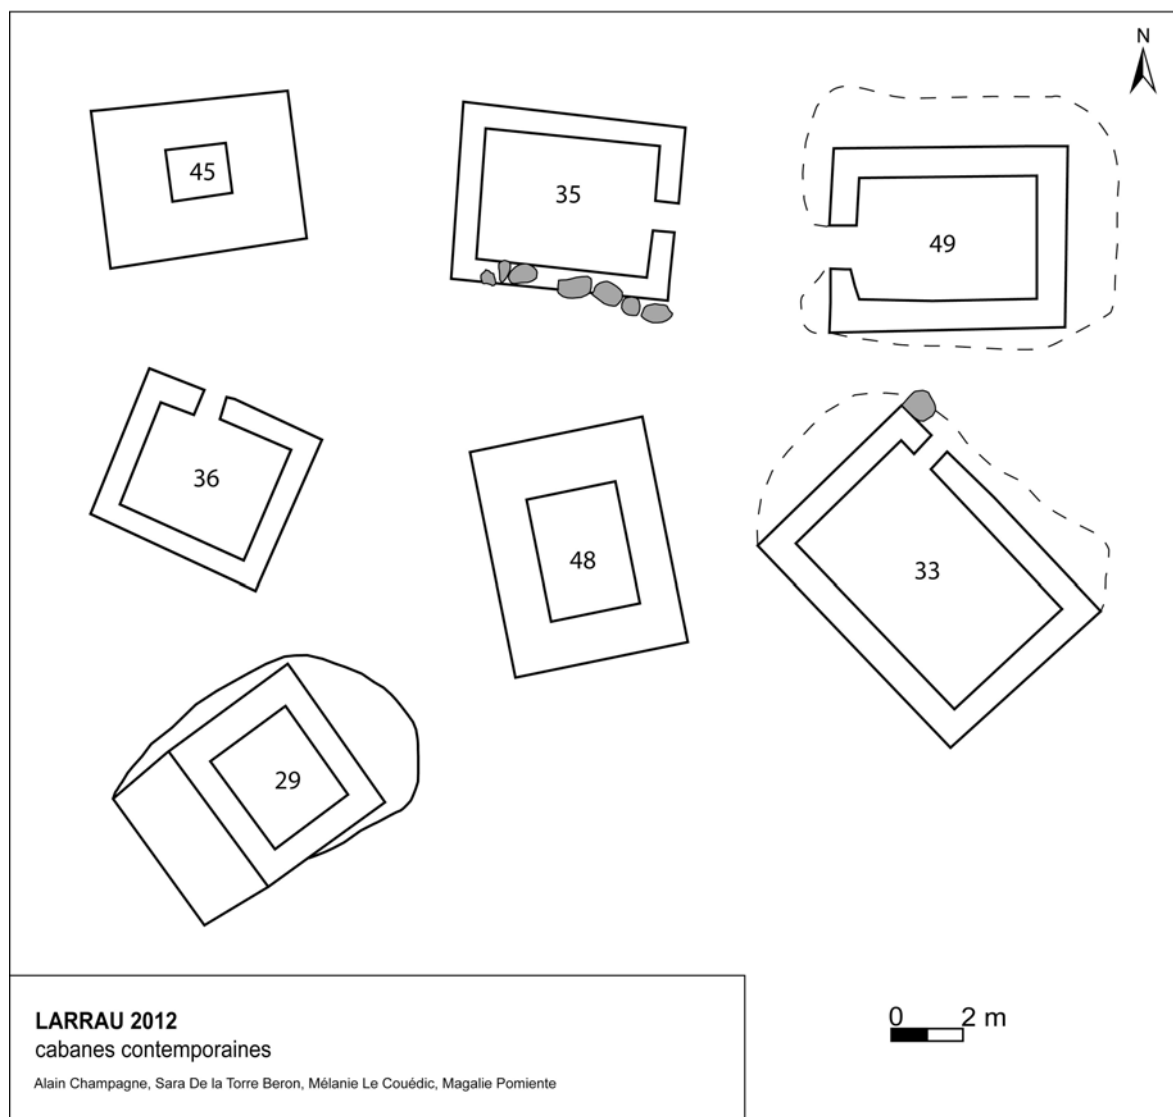 N
45
35
49
36
48
33
29
LARRAU 2012
cabanes contemporaines
Alain Champagne, Sara De la Torre Beron, Mélanie Le Couédic, Magalie Pomiente
0 2 m